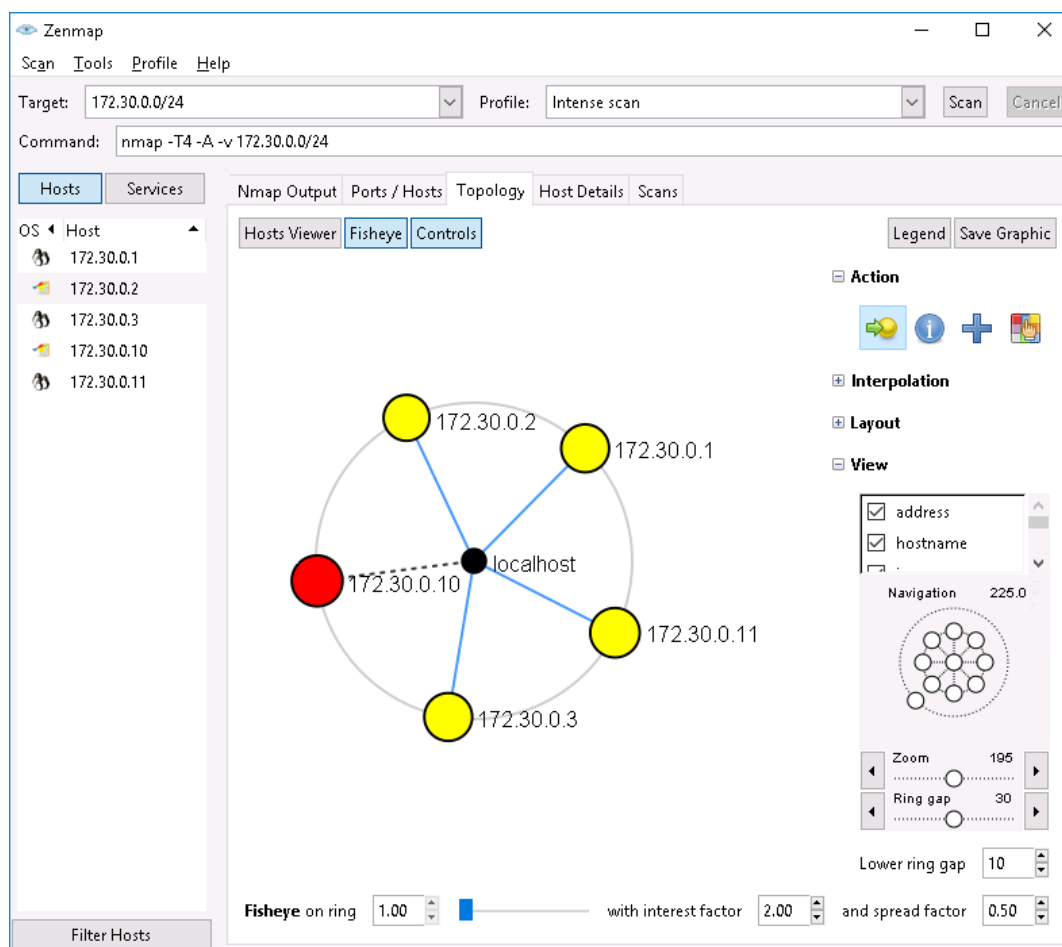 Zenmap
Scan Tools Profile Help
Target: 172.30.0.0/24 Profile: Intense scan Scan Cancel
Command: nmap -T4 -A -v 172.30.0.0/24
Hosts Services Nmap Output Ports / Hosts Topology Host Details Scans
OS Host Hosts Viewer Fisheye Controls Legend Save Graphic
172.30.0.1
172.30.0.2
172.30.0.3
172.30.0.10
172.30.0.11
Action
Interpolation
Layout
View
address
hostname
Navigation 225.0
Zoom 195
Ring gap 30
Lower ring gap 10
172.30.0.2
172.30.0.1
localhost
172.30.0.10
172.30.0.11
172.30.0.3
Fisheye on ring 1.00 with interest factor 2.00 and spread factor 0.50
Filter Hosts